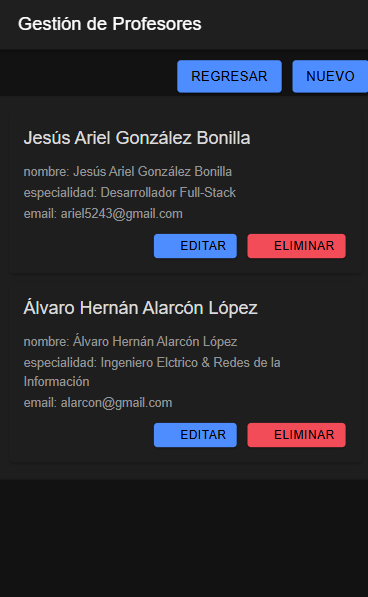 Gestión de Profesores
REGRESAR
NUEVO
Jesús Ariel González Bonilla
nombre: Jesús Ariel González Bonilla
especialidad: Desarrollador Full-Stack
email: ariel5243@gmail.com
EDITAR
ELIMINAR
Álvaro Hernán Alarcón López
nombre: Álvaro Hernán Alarcón López
especialidad: Ingeniero Elctrico & Redes de la
Información
email: alarcon@gmail.com
EDITAR
ELIMINAR